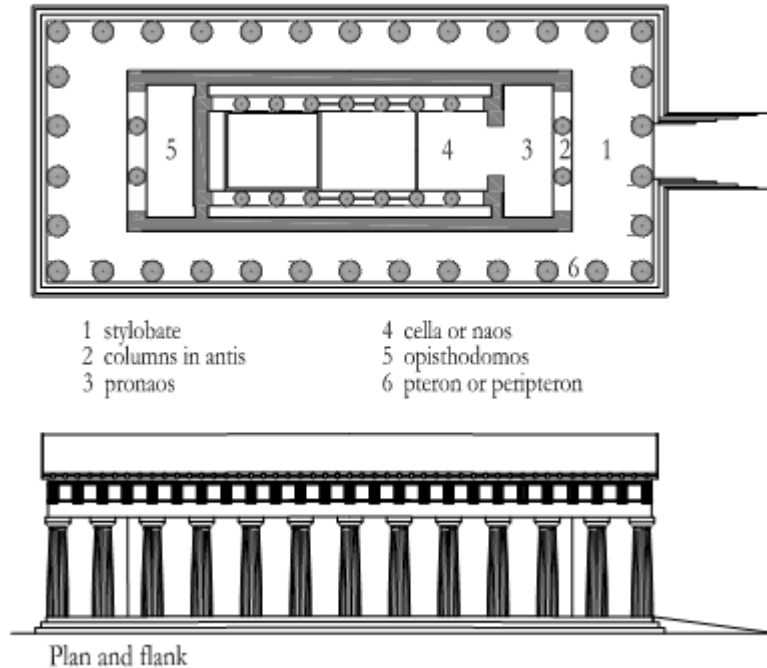 5
4
3
2
1
6
1 stylobate
2 columns in antis
3 pronaos
4 cella or naos
5 opisthodomos
6 pteron or peripteron
Plan and flank